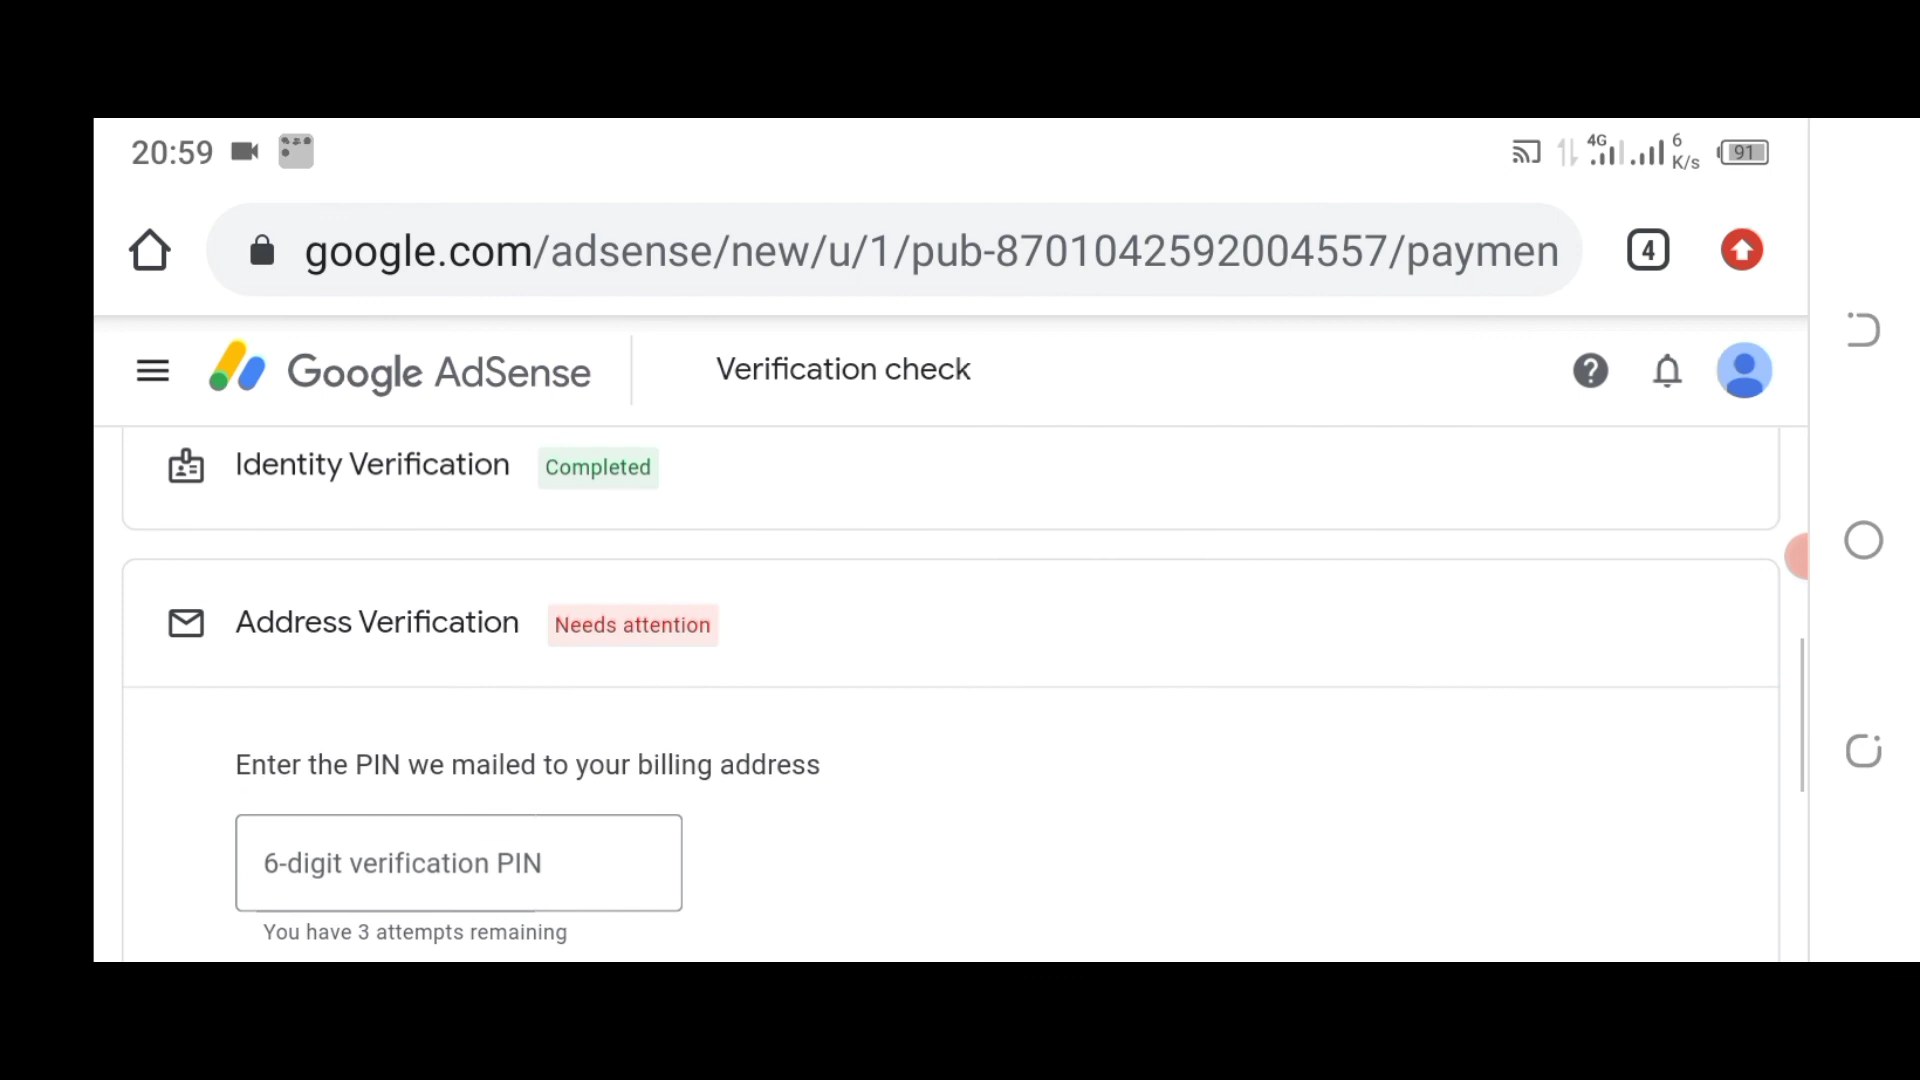 20:59
4G
6
K/s
91
google.com/adsense/new/u/1/pub-8701042592004557/paymen
4
Google AdSense
Verification check
Identity Verification
Completed
Address Verification
Needs attention
Enter the PIN we mailed to your billing address
6-digit verification PIN
You have 3 attempts remaining